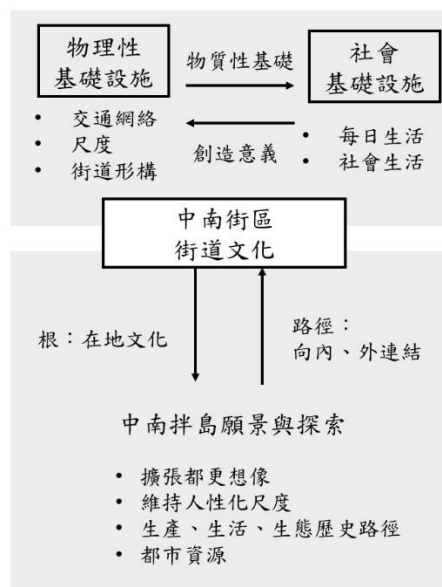 物理性
基礎設施
物質性基礎
社會
基礎設施
• 交通網絡
• 尺度
• 街道形構
創造意義
• 每日生活
• 社會生活
中南街區
街道文化
根：在地文化
路徑：
向內、外連結
中南拌島願景與探索
• 擴張都更想像
• 維持人性化尺度
• 生產、生活、生態歷史路徑
• 都市資源